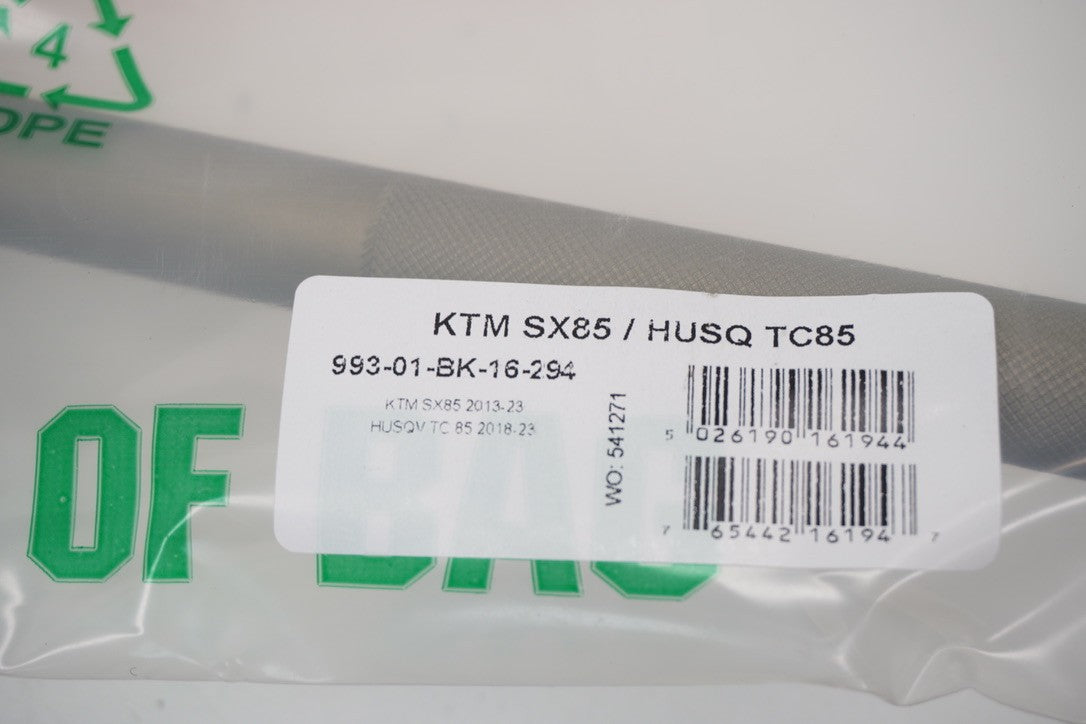 4
DPE
KTM SX85 / HUSQ TC85
993-01-BK-16-294
KTM SX85 2013-23
HUSQV TC 85 2018-23
WO: 541271
5 026190 161944
7 65442 16194 7
OF BAG